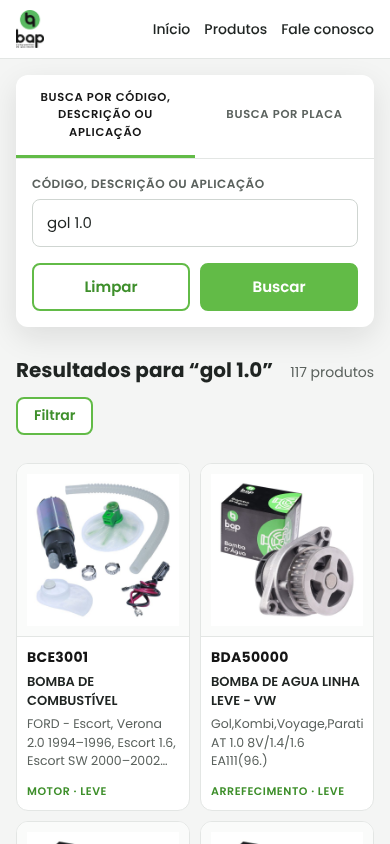 bap
Início Produtos Fale conosco
BUSCA POR CÓDIGO,
DESCRIÇÃO OU
APLICAÇÃO
BUSCA POR PLACA
CÓDIGO, DESCRIÇÃO OU APLICAÇÃO
gol 1.0
Limpar
Buscar
Resultados para “gol 1.0”
117 produtos
Filtrar
bap
Bomba
D'Água
BCE3001
BOMBA DE
COMBUSTÍVEL
FORD - Escort, Verona
2.0 1994–1996, Escort 1.6,
Escort SW 2000–2002...
MOTOR · LEVE
BDA50000
BOMBA DE AGUA LINHA
LEVE - VW
Gol,Kombi,Voyage,Parati
AT 1.0 8V/1.4/1.6
EA111(96.)
ARREFECIMENTO · LEVE